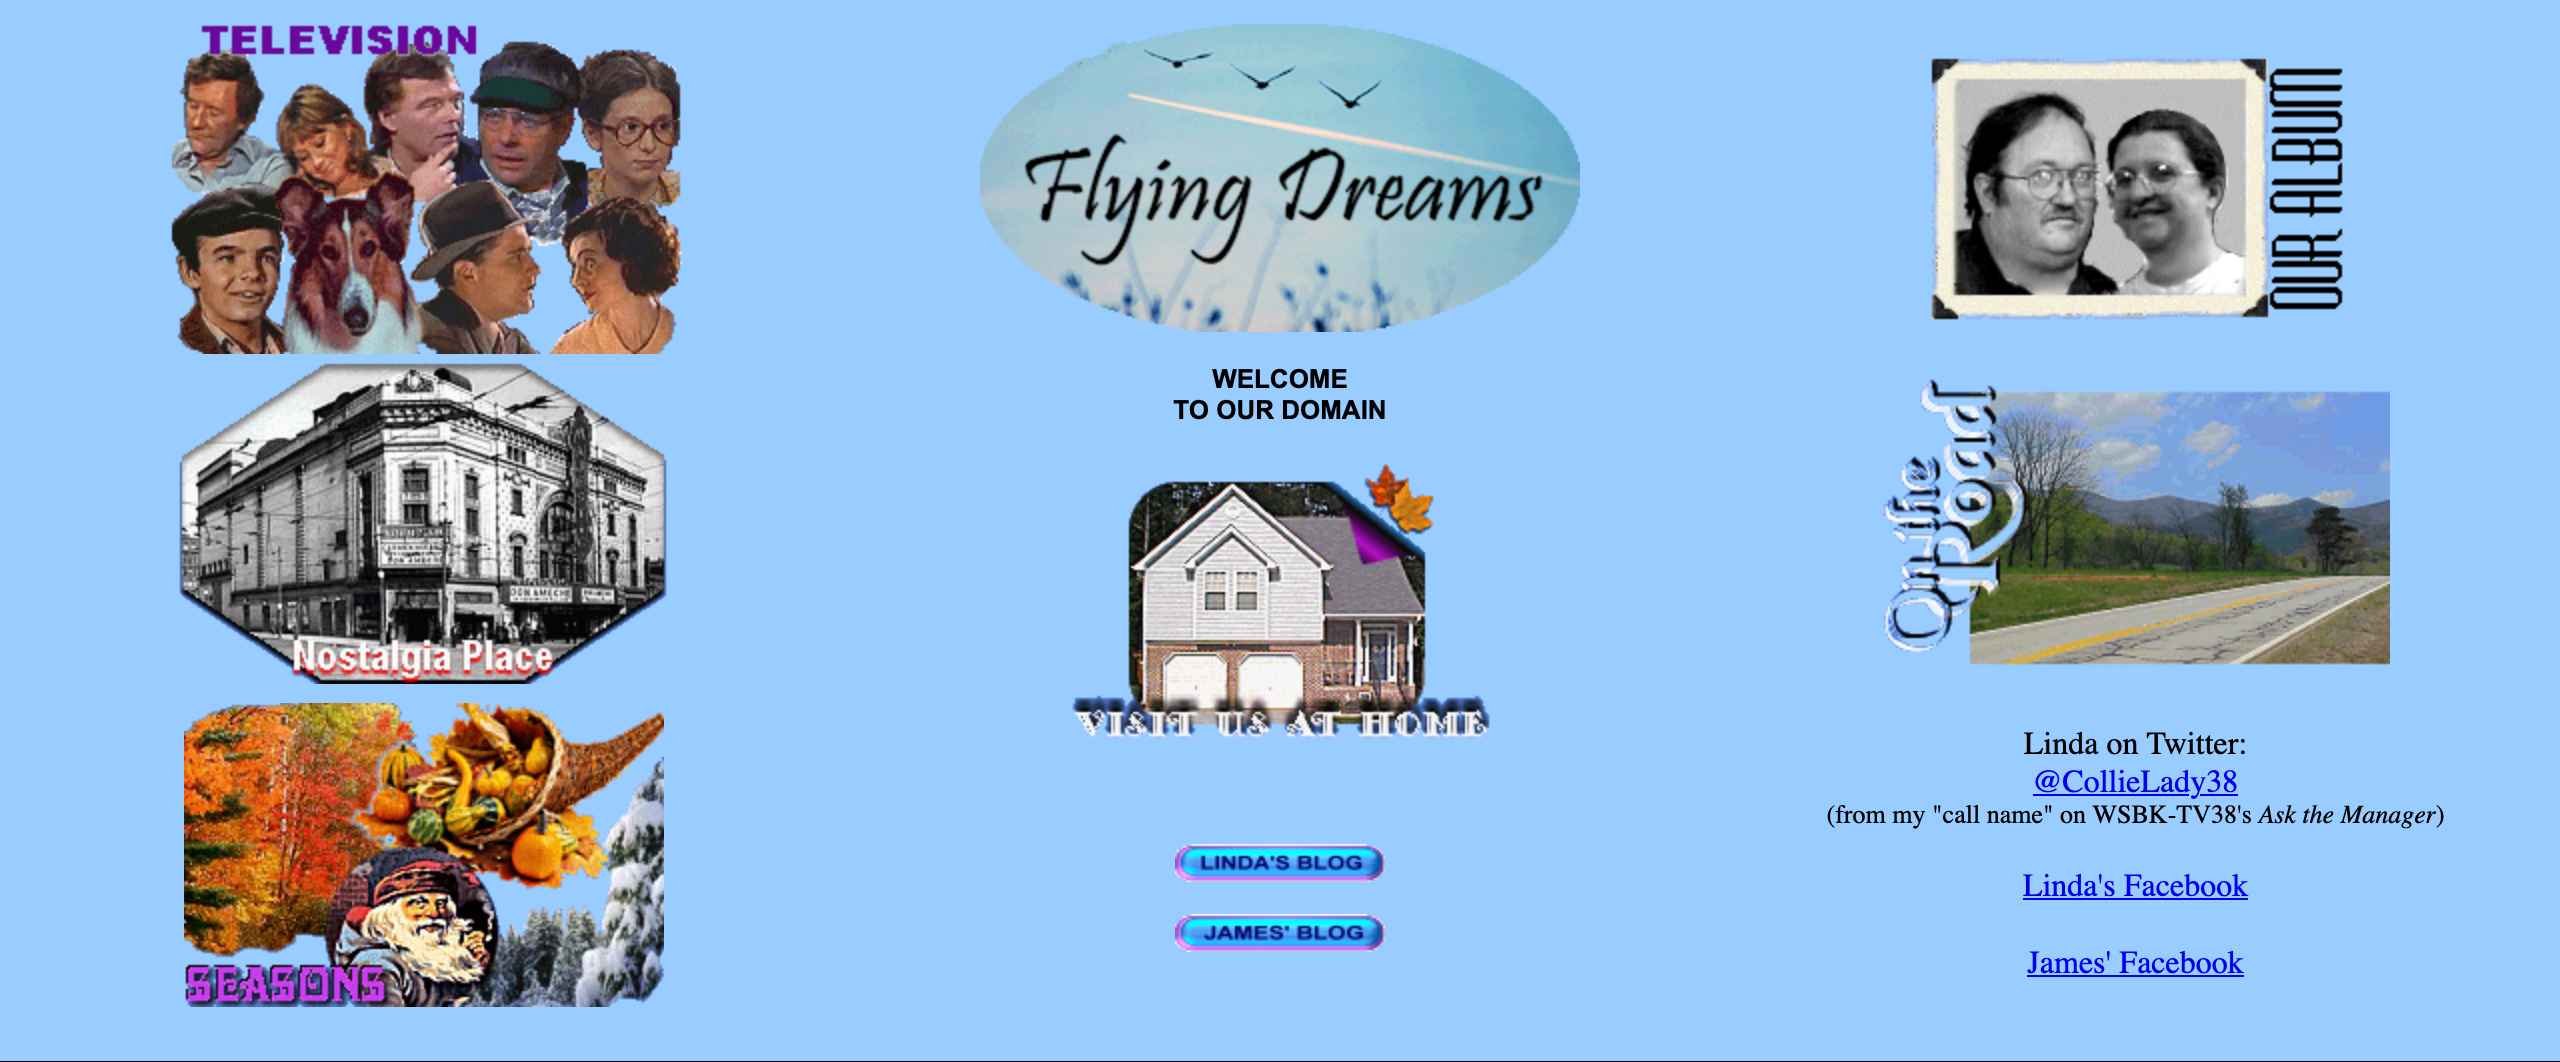 TELEVISION
Nostalgia Place
DON AMECHE
SEASONS
Flying Dreams
WELCOME
TO OUR DOMAIN
VISIT US AT HOME
LINDA'S BLOG
JAMES' BLOG
OUR ALBUM
On the
Road
Linda on Twitter:
@CollieLady38
(from my "call name" on WSBK-TV38's Ask the Manager)
Linda's Facebook
James' Facebook